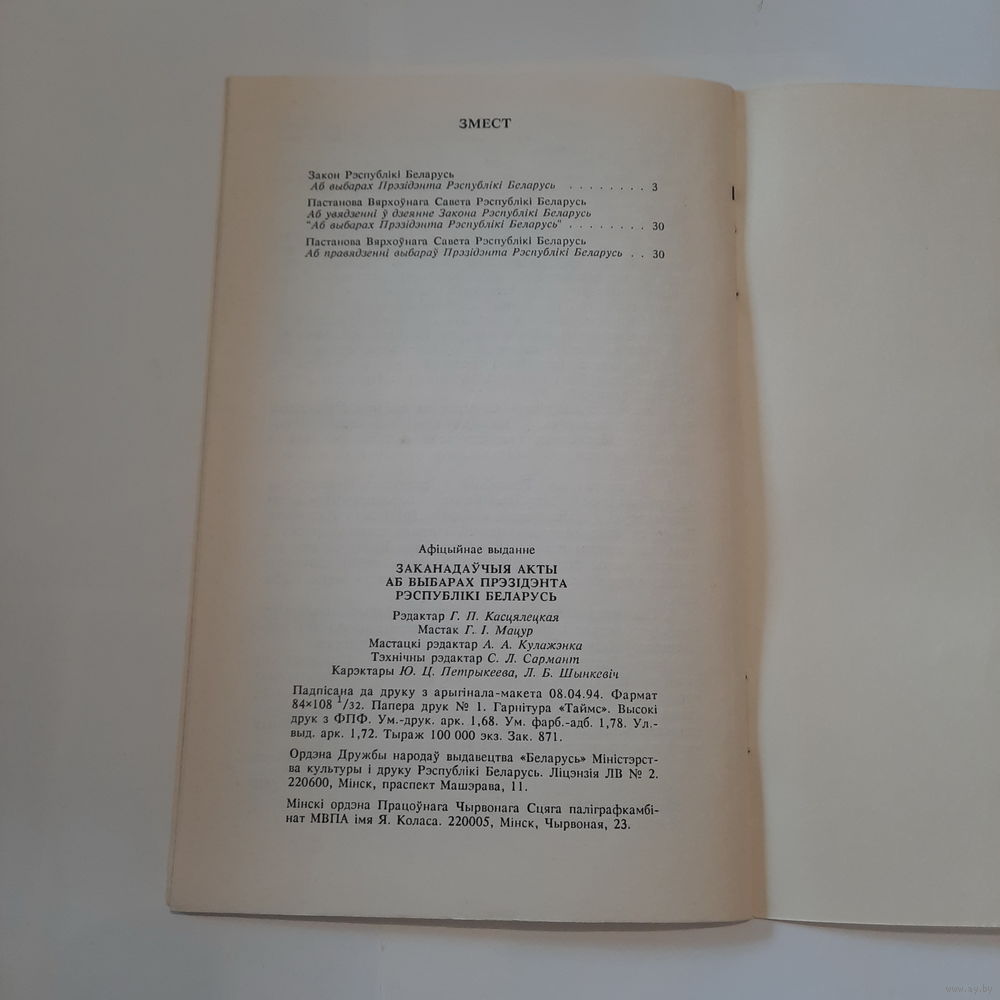 ЗМЕСТ
Закон Рэспублікі Беларусь
Аб выбарах Прэзідэнта Рэспублікі Беларусь . . . . . . . . 3
Пастанова Вярхоўнага Савета Рэспублікі Беларусь
Аб увядзенні ў дзеянне Закона Рэспублікі Беларусь
"Аб выбарах Прэзідэнта Рэспублікі Беларусь" . . . . . . . . 30
Пастанова Вярхоўнага Савета Рэспублікі Беларусь
Аб правядзенні выбараў Прэзідэнта Рэспублікі Беларусь . . 30
Афіцыйнае выданне
ЗАКАНАДАЎЧЫЯ АКТЫ
АБ ВЫБАРАХ ПРЭЗІДЭНТА
РЭСПУБЛІКІ БЕЛАРУСЬ
Рэдактар Г. П. Касцялецкая
Мастак Г. І. Мацур
Мастацкі рэдактар А. А. Кулажэнка
Тэхнічны рэдактар С. Л. Сармант
Карэктары Ю. Ц. Петрыкеева, Л. Б. Шынкевіч
Падпісана да друку з арыгінала-макета 08.04.94. Фармат
84×108 1/32. Папера друк № 1. Гарнітура «Таймс». Высокі
друк з ФПФ. Ум.-друк. арк. 1,68. Ум. фарб.-адб. 1,78. Ул.-
выд. арк. 1,72. Тыраж 100 000 экз. Зак. 871.
Ордэна Дружбы народаў выдавецтва «Беларусь» Міністэрст-
ва культуры і друку Рэспублікі Беларусь. Ліцэнзія ЛВ № 2.
220600, Мінск, праспект Машэрава, 11.
Мінскі ордэна Працоўнага Чырвонага Сцяга паліграфкамбі-
нат МВПА імя Я. Коласа. 220005, Мінск, Чырвоная, 23.
www.ay.by